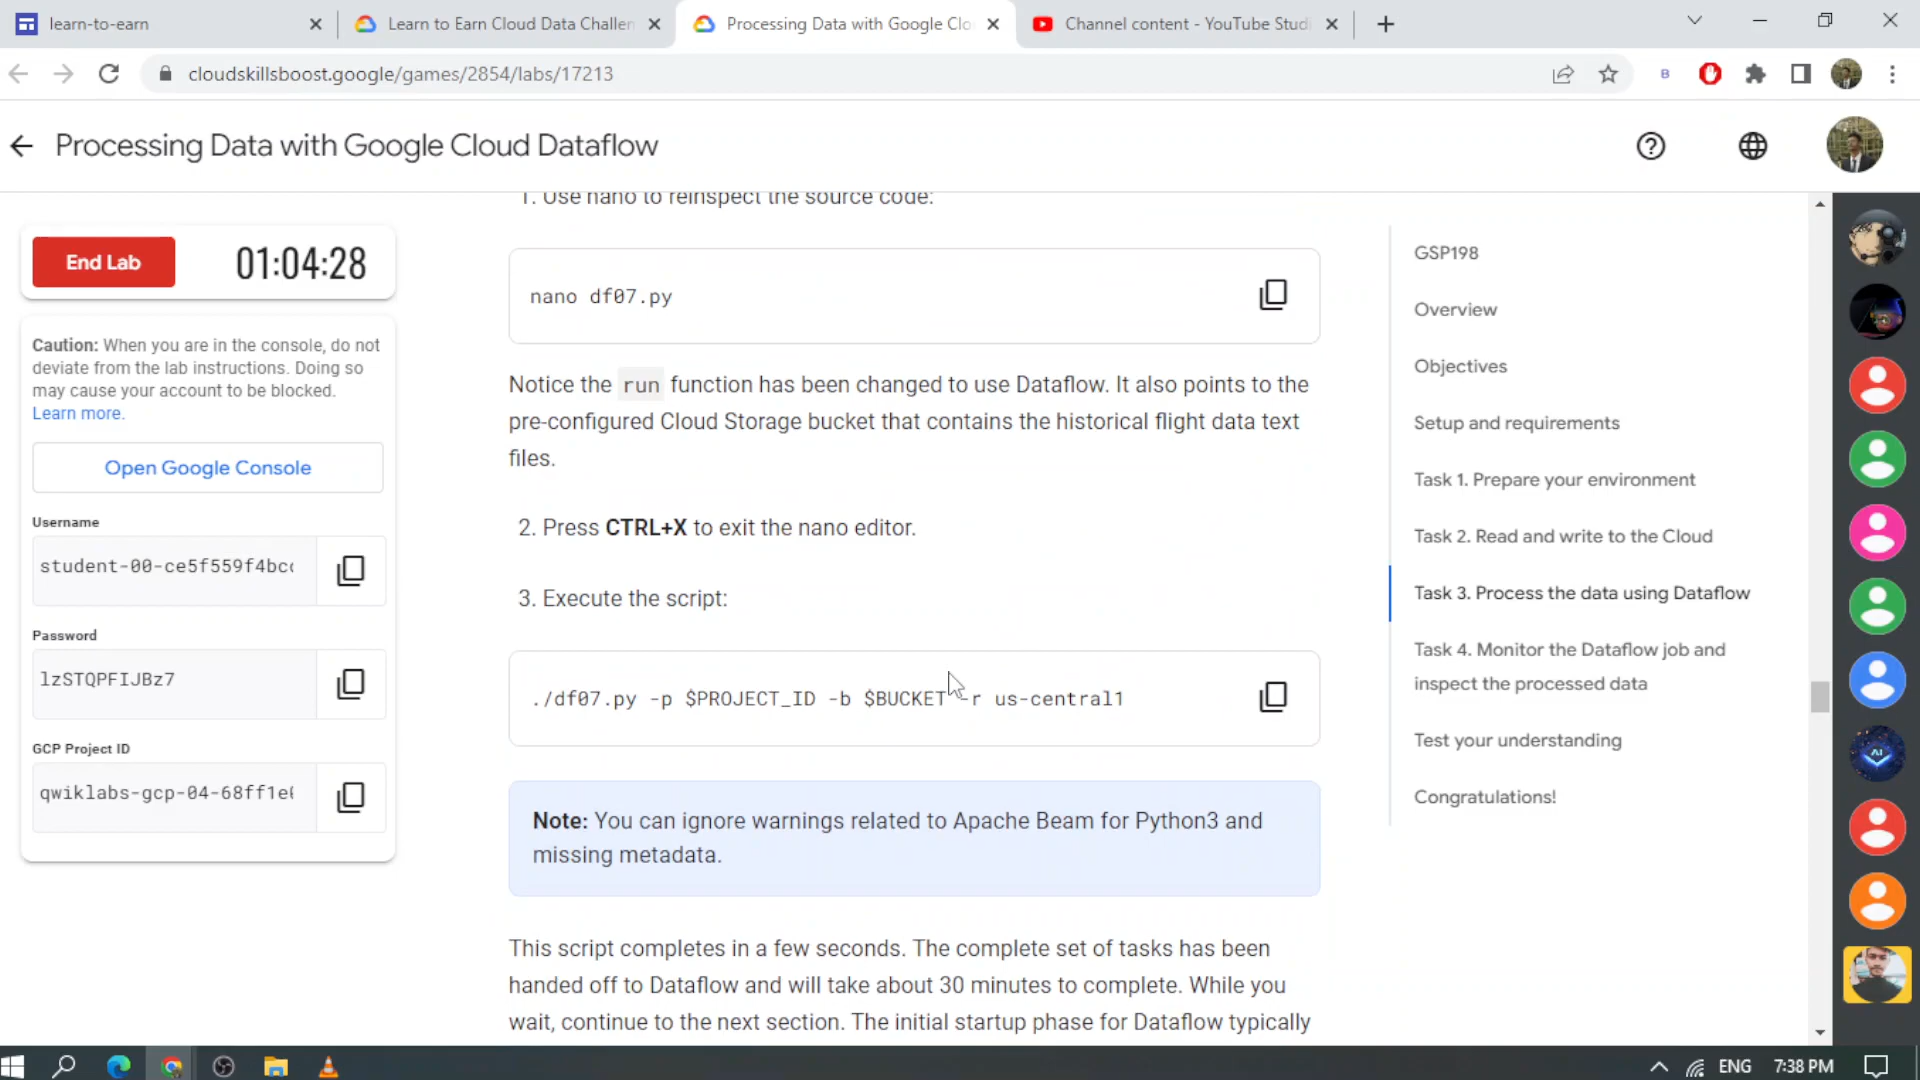 learn-to-earn
Learn to Earn Cloud Data Challen
Processing Data with Google Clo
Channel content - YouTube Studi
cloudskillsboost.google/games/2854/labs/17213
B
Processing Data with Google Cloud Dataflow
End Lab
01:04:28
Caution: When you are in the console, do not
deviate from the lab instructions. Doing so
may cause your account to be blocked.
Learn more.
Open Google Console
Username
student-00-ce5f559f4bcc
Password
lzSTQPFIJBz7
GCP Project ID
qwiklabs-gcp-04-68ff1e0
1. Use nano to reinspect the source code:
nano df07.py
Notice the run function has been changed to use Dataflow. It also points to the
pre-configured Cloud Storage bucket that contains the historical flight data text
files.
2. Press CTRL+X to exit the nano editor.
3. Execute the script:
./df07.py -p $PROJECT_ID -b $BUCKET -r us-central1
Note: You can ignore warnings related to Apache Beam for Python3 and
missing metadata.
This script completes in a few seconds. The complete set of tasks has been
handed off to Dataflow and will take about 30 minutes to complete. While you
wait, continue to the next section. The initial startup phase for Dataflow typically
GSP198
Overview
Objectives
Setup and requirements
Task 1. Prepare your environment
Task 2. Read and write to the Cloud
Task 3. Process the data using Dataflow
Task 4. Monitor the Dataflow job and
inspect the processed data
Test your understanding
Congratulations!
AI
ENG
7:38 PM